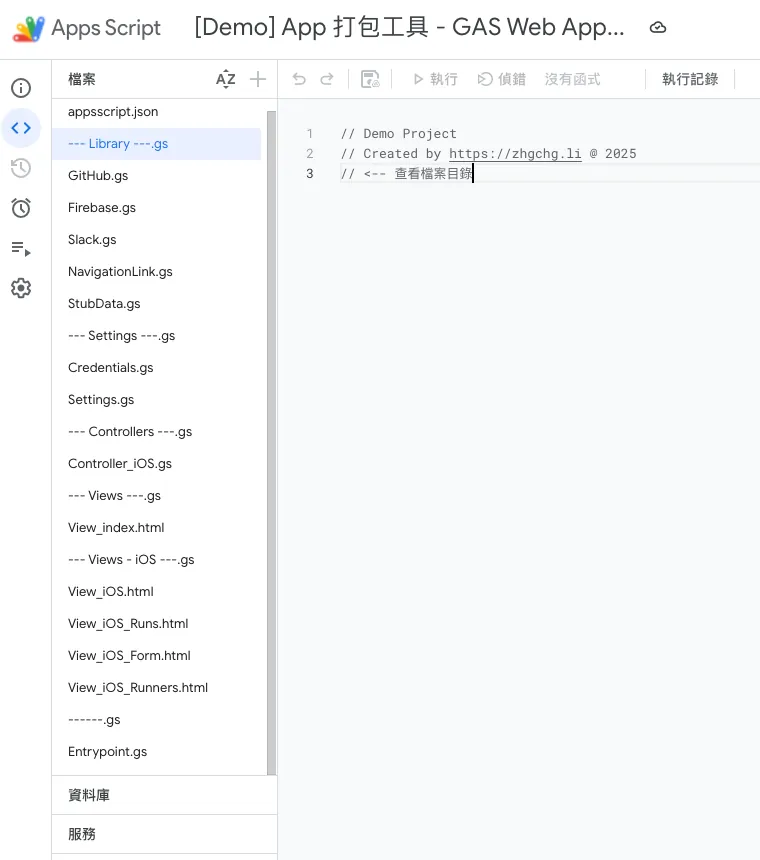 Apps Script
[Demo] App 打包工具 - GAS Web App...
檔案
AZ
執行
偵錯
沒有函式
執行記錄
appsscript.json
--- Library ---.gs
GitHub.gs
Firebase.gs
Slack.gs
NavigationLink.gs
StubData.gs
--- Settings ---.gs
Credentials.gs
Settings.gs
--- Controllers ---.gs
Controller_iOS.gs
--- Views ---.gs
View_index.html
--- Views - iOS ---.gs
View_iOS.html
View_iOS_Runs.html
View_iOS_Form.html
View_iOS_Runners.html
------.gs
Entrypoint.gs
資料庫
服務
1 // Demo Project
2 // Created by https://zhgchg.li @ 2025
3 // <-- 查看檔案目錄